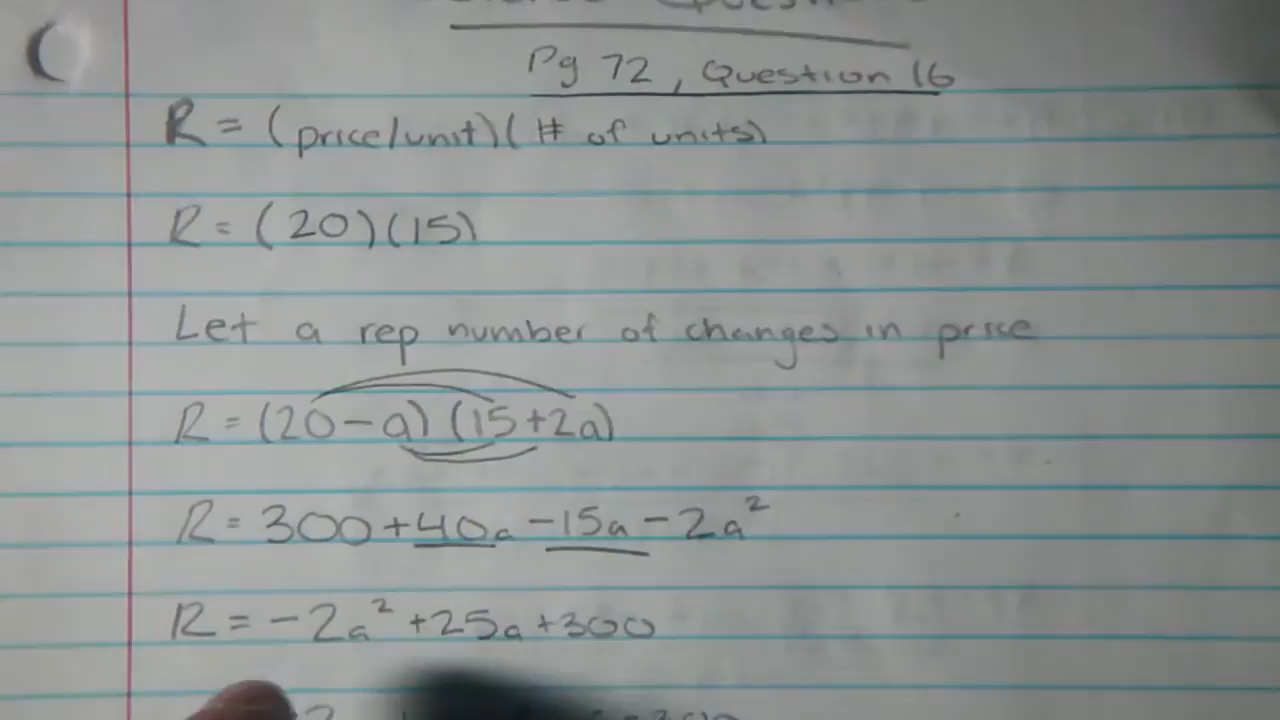 Pg 72, Question 16
R = (price/unit)(# of units)
R = (20)(15)
Let a rep number of changes in price
R = (20-a)(15+2a)
R = 300 + 40a - 15a - 2a²
R = -2a² + 25a + 300